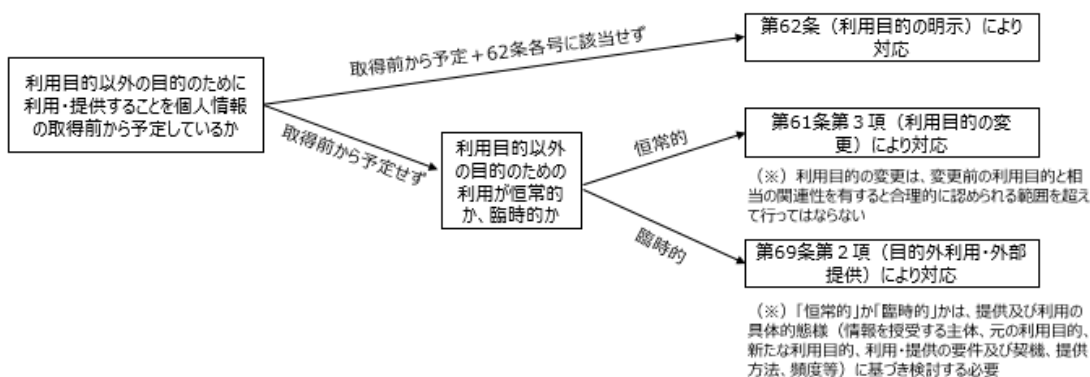 利用目的以外の目的のために
利用・提供することを個人情報
の取得前から予定しているか
取得前から予定＋62条各号に該当せず
第62条（利用目的の明示）により
対応
取得前から予定せず
利用目的以外
の目的のための
利用が恒常的
か、臨時的か
恒常的
第61条第３項（利用目的の変
更）により対応
（※）利用目的の変更は、変更前の利用目的と相
当の関連性を有すると合理的に認められる範囲を超え
て行ってはならない
臨時的
第69条第２項（目的外利用・外部
提供）により対応
（※）「恒常的」か「臨時的」かは、提供及び利用の
具体的態様（情報を授受する主体、元の利用目的、
新たな利用目的、利用・提供の要件及び契機、提供
方法、頻度等）に基づき検討する必要